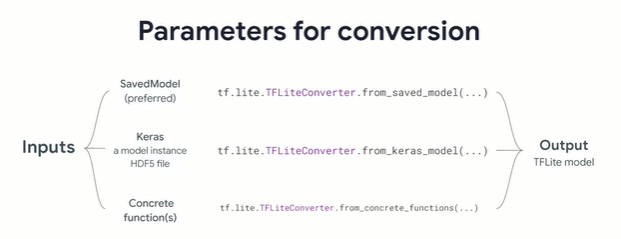 Parameters for conversion
SavedModel
(preferred)
tf.lite.TFLiteConverter.from_saved_model(...)
Inputs
Keras
a model instance
HDF5 file
tf.lite.TFLiteConverter.from_keras_model(...)
Output
TFLite model
Concrete
function(s)
tf.lite.TFLiteConverter.from_concrete_functions(...)